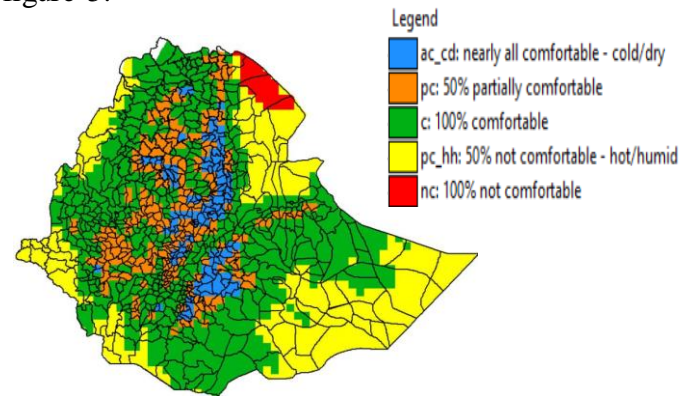 Legend
ac_cd: nearly all comfortable - cold/dry
pc: 50% partially comfortable
c: 100% comfortable
pc_hh: 50% not comfortable - hot/humid
nc: 100% not comfortable